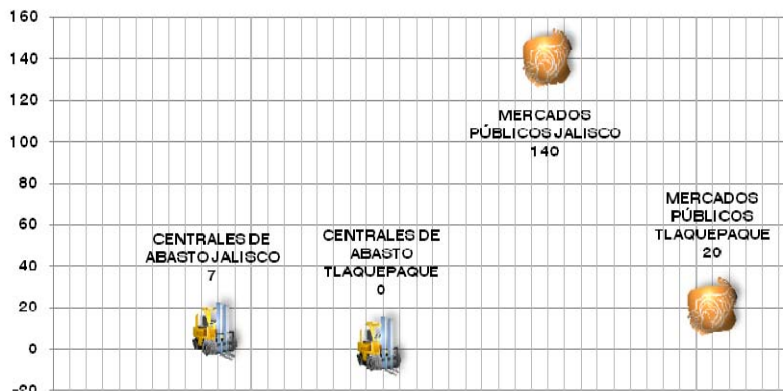 160
140
120
100
80
60
40
20
0
-20
MERCADOS
PÚBLICOS JALISCO
140
MERCADOS
PÚBLICOS
TLAQUEPAQUE
20
CENTRALES DE
ABASTO JALISCO
7
CENTRALES DE
ABASTO
TLAQUEPAQUE
0